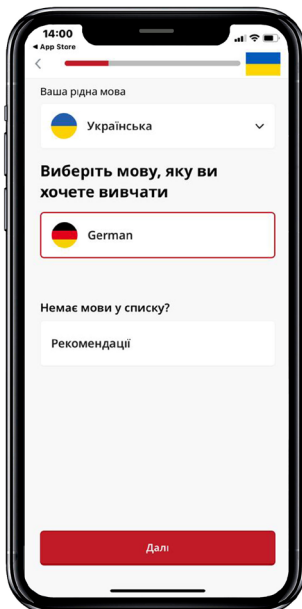 14:00
◀ App Store
Ваша рідна мова
Українська
Виберіть мову, яку ви
хочете вивчати
German
Немає мови у списку?
Рекомендації
Далі